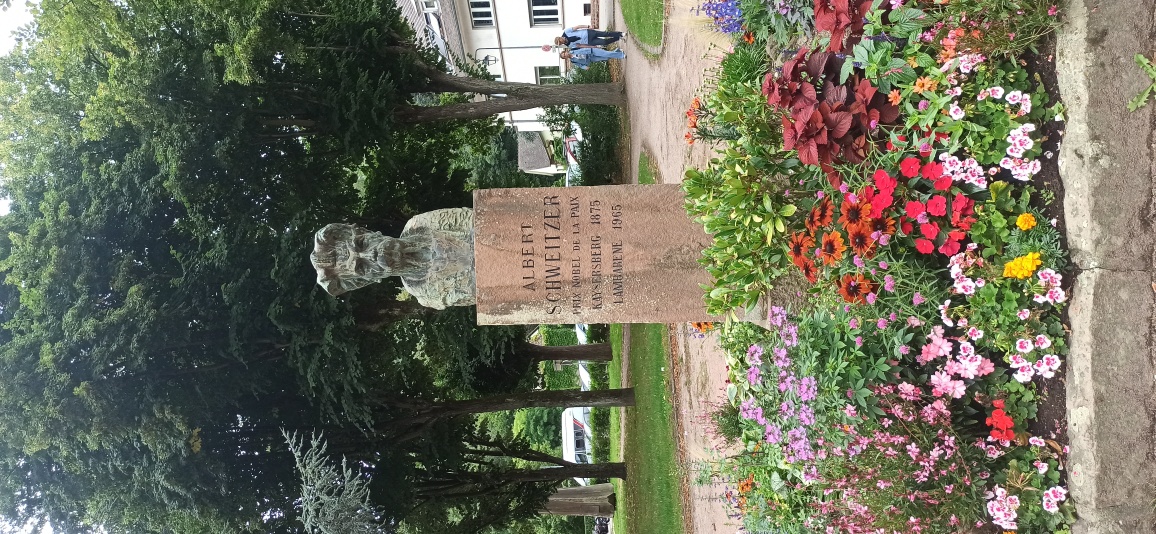 ALBERT
SCHWEITZER
PRIX NOBEL DE LA PAIX
KAYSERSBERG 1875
LAMBARENE 1965